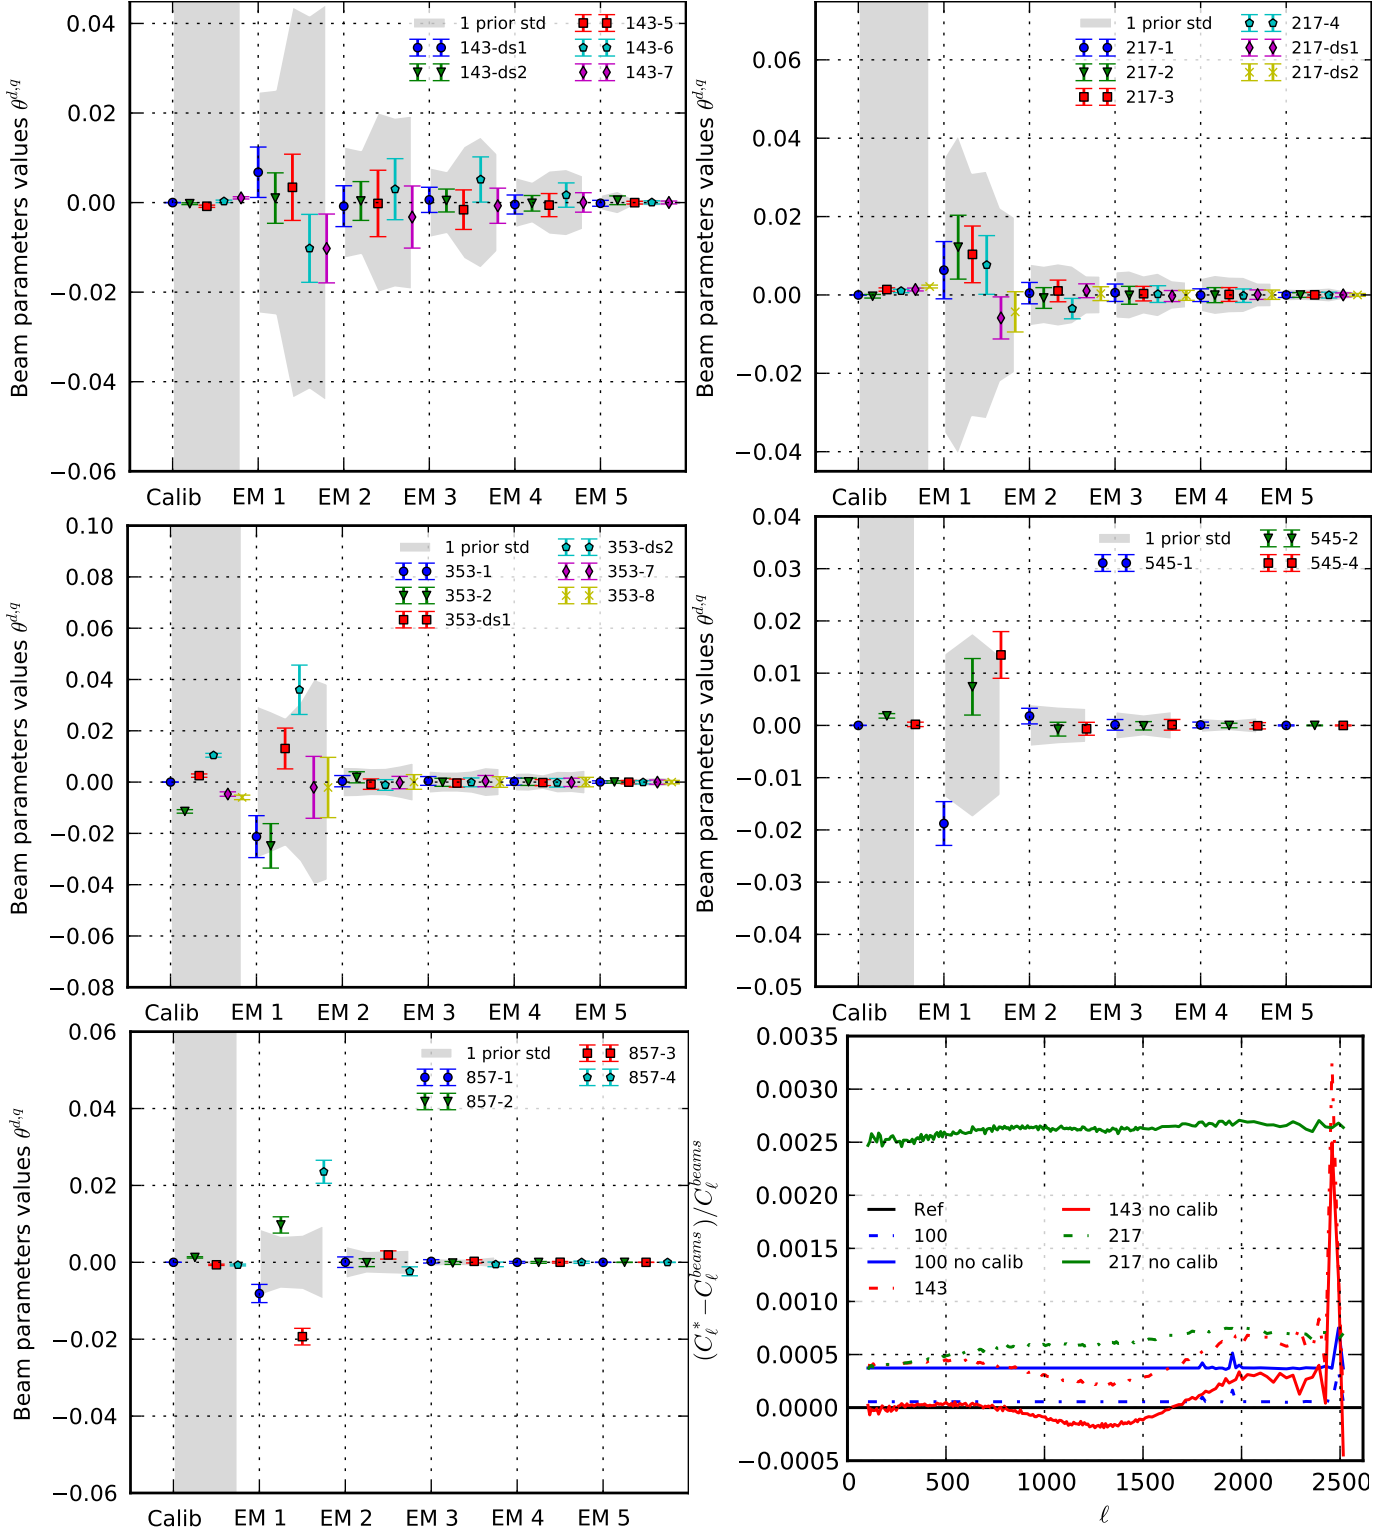 Beam parameters values θ^{d,q}
0.04
0.02
0.00
−0.02
−0.04
−0.06
1 prior std
143-ds1
143-ds2
143-5
143-6
143-7
Calib EM 1 EM 2 EM 3 EM 4 EM 5
Beam parameters values θ^{d,q}
0.06
0.04
0.02
0.00
−0.02
−0.04
1 prior std
217-1
217-2
217-3
217-4
217-ds1
217-ds2
Calib EM 1 EM 2 EM 3 EM 4 EM 5
Beam parameters values θ^{d,q}
0.10
0.08
0.06
0.04
0.02
0.00
−0.02
−0.04
−0.06
−0.08
1 prior std
353-1
353-2
353-ds1
353-ds2
353-7
353-8
Calib EM 1 EM 2 EM 3 EM 4 EM 5
Beam parameters values θ^{d,q}
0.04
0.03
0.02
0.01
0.00
−0.01
−0.02
−0.03
−0.04
−0.05
1 prior std
545-1
545-2
545-4
Calib EM 1 EM 2 EM 3 EM 4 EM 5
Beam parameters values θ^{d,q}
0.06
0.04
0.02
0.00
−0.02
−0.04
−0.06
1 prior std
857-1
857-2
857-3
857-4
Calib EM 1 EM 2 EM 3 EM 4 EM 5
(C_ℓ^* − C_ℓ^{beams})/C_ℓ^{beams}
0.0035
0.0030
0.0025
0.0020
0.0015
0.0010
0.0005
0.0000
−0.0005
Ref
100
100 no calib
143
143 no calib
217
217 no calib
0 500 1000 1500 2000 2500
ℓ